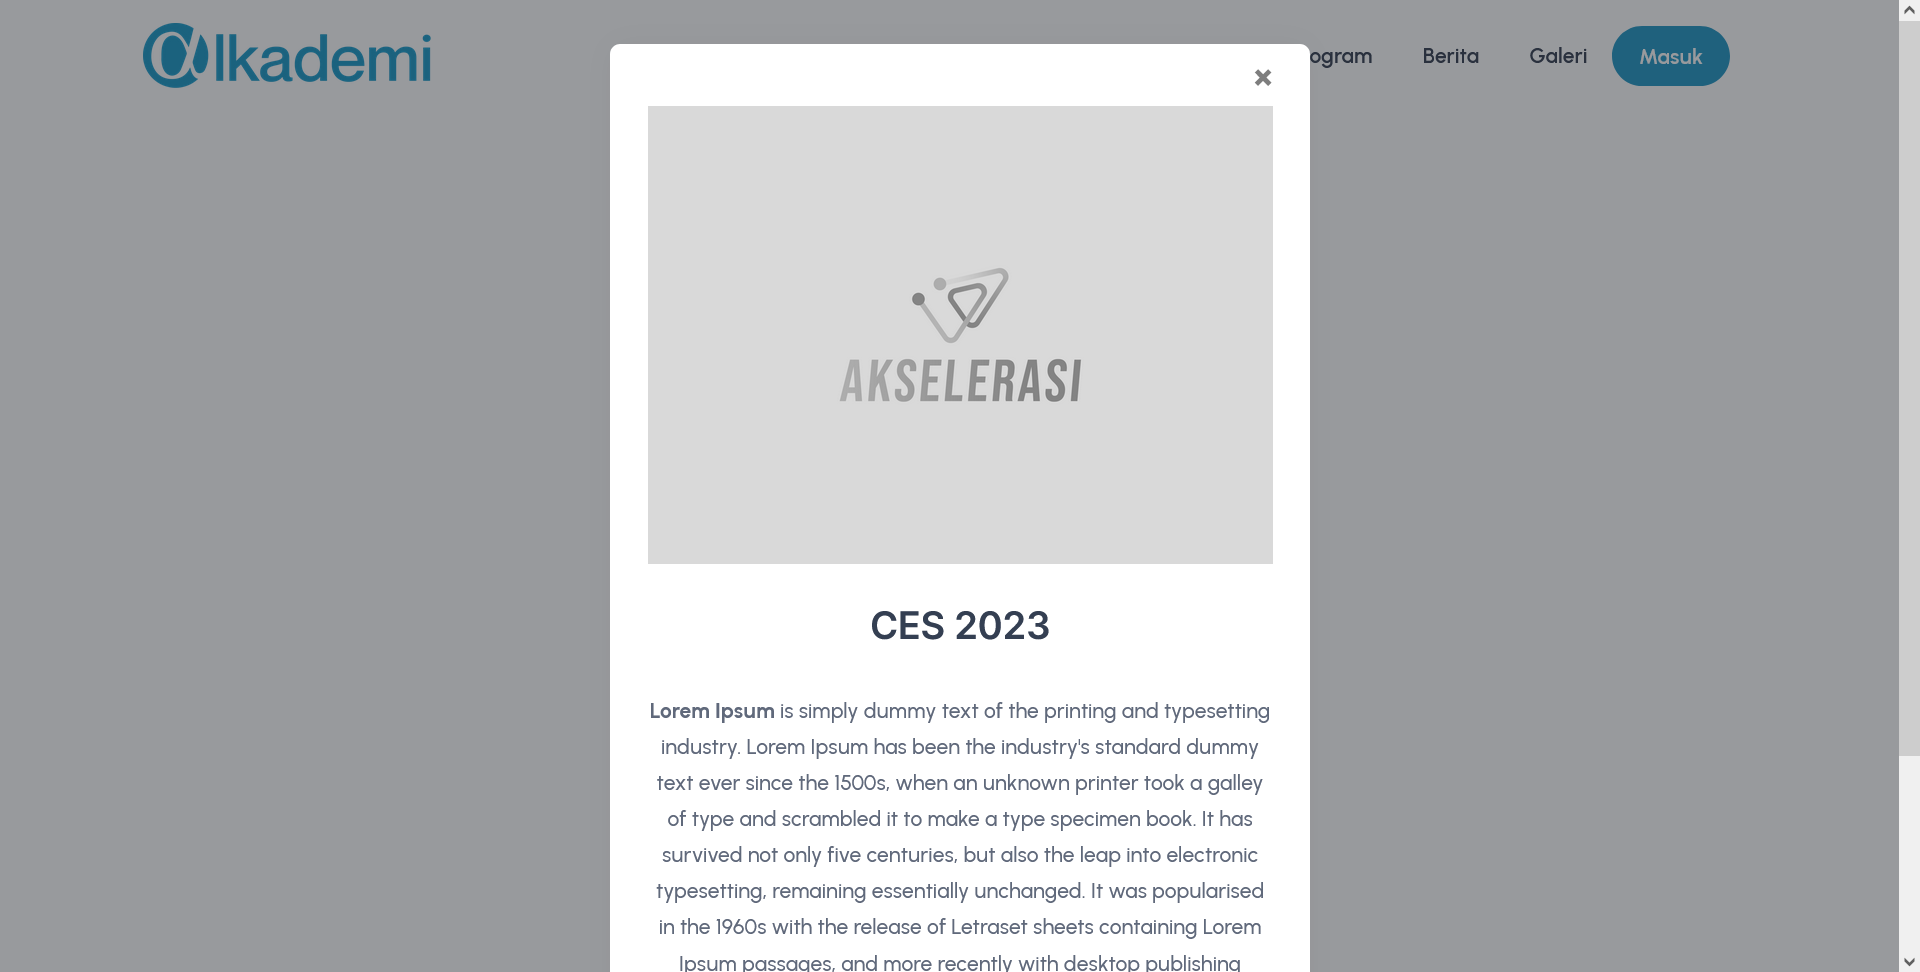 @lkademi
ogram
Berita
Galeri
Masuk
×
AKSELERASI
CES 2023
Lorem Ipsum is simply dummy text of the printing and typesetting
industry. Lorem Ipsum has been the industry's standard dummy
text ever since the 1500s, when an unknown printer took a galley
of type and scrambled it to make a type specimen book. It has
survived not only five centuries, but also the leap into electronic
typesetting, remaining essentially unchanged. It was popularised
in the 1960s with the release of Letraset sheets containing Lorem
Ipsum passages, and more recently with desktop publishing